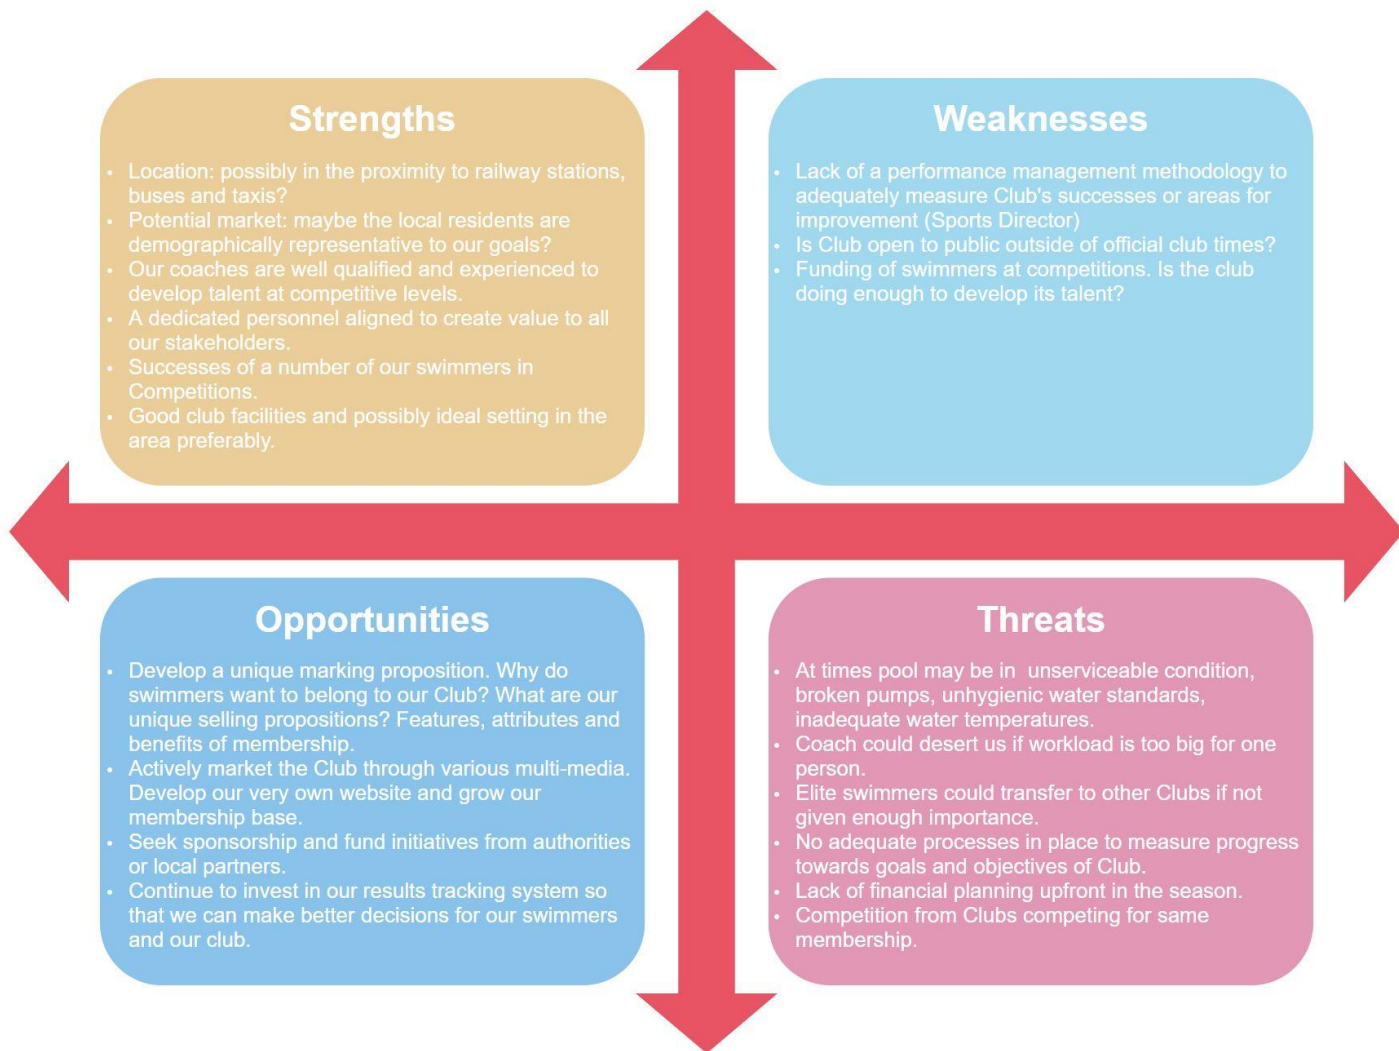 Strengths
• Location: possibly in the proximity to railway stations,
buses and taxis?
• Potential market: maybe the local residents are
demographically representative to our goals?
• Our coaches are well qualified and experienced to
develop talent at competitive levels.
• A dedicated personnel aligned to create value to all
our stakeholders.
• Successes of a number of our swimmers in
Competitions.
• Good club facilities and possibly ideal setting in the
area preferably.
Weaknesses
• Lack of a performance management methodology to
adequately measure Club's successes or areas for
improvement (Sports Director)
• Is Club open to public outside of official club times?
• Funding of swimmers at competitions. Is the club
doing enough to develop its talent?
Opportunities
• Develop a unique marking proposition. Why do
swimmers want to belong to our Club? What are our
unique selling propositions? Features, attributes and
benefits of membership.
• Actively market the Club through various multi-media.
Develop our very own website and grow our
membership base.
• Seek sponsorship and fund initiatives from authorities
or local partners.
• Continue to invest in our results tracking system so
that we can make better decisions for our swimmers
and our club.
Threats
• At times pool may be in unserviceable condition,
broken pumps, unhygienic water standards,
inadequate water temperatures.
• Coach could desert us if workload is too big for one
person.
• Elite swimmers could transfer to other Clubs if not
given enough importance.
• No adequate processes in place to measure progress
towards goals and objectives of Club.
• Lack of financial planning upfront in the season.
• Competition from Clubs competing for same
membership.